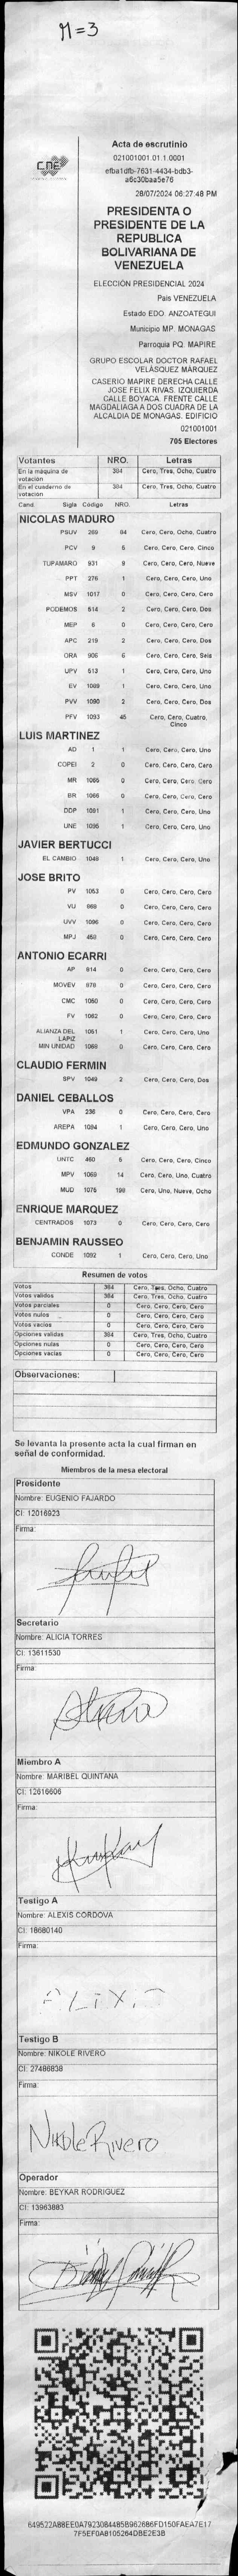 M=3
CNE
Acta de escrutinio
021001001.01.1.0001
efba1dfb-7631-4434-bdb3-
a6c30baa5e76
28/07/2024 06:27:48 PM
PRESIDENTA O
PRESIDENTE DE LA
REPUBLICA
BOLIVARIANA DE
VENEZUELA
ELECCIÓN PRESIDENCIAL 2024
País VENEZUELA
Estado EDO. ANZOATEGUI
Municipio MP. MONAGAS
Parroquia PQ. MAPIRE
GRUPO ESCOLAR DOCTOR RAFAEL
VELÁSQUEZ MÁRQUEZ
CASERIO MAPIRE DERECHA CALLE
JOSE FELIX RIVAS. IZQUIERDA
CALLE BOYACA. FRENTE CALLE
MAGDALIAGA A DOS CUADRA DE LA
ALCALDIA DE MONAGAS. EDIFICIO
021001001
705 Electores
Votantes NRO. Letras
En la máquina de votación 384 Cero, Tres, Ocho, Cuatro
En el cuaderno de votación 384 Cero, Tres, Ocho, Cuatro
Cand Sigla Código NRO. Letras
NICOLAS MADURO
PSUV 269 84 Cero, Cero, Ocho, Cuatro
PCV 9 5 Cero, Cero, Cero, Cinco
TUPAMARO 931 9 Cero, Cero, Cero, Nueve
PPT 276 1 Cero, Cero, Cero, Uno
MSV 1017 0 Cero, Cero, Cero, Cero
PODEMOS 514 2 Cero, Cero, Cero, Dos
MEP 6 0 Cero, Cero, Cero, Cero
APC 219 2 Cero, Cero, Cero, Dos
ORA 906 6 Cero, Cero, Cero, Seis
UPV 513 1 Cero, Cero, Cero, Uno
EV 1089 1 Cero, Cero, Cero, Uno
PVV 1090 2 Cero, Cero, Cero, Dos
PFV 1093 45 Cero, Cero, Cuatro,
Cinco
LUIS MARTINEZ
AD 1 1 Cero, Cero, Cero, Uno
COPEI 2 0 Cero, Cero, Cero, Cero
MR 1065 0 Cero, Cero, Cero, Cero
BR 1066 0 Cero, Cero, Cero, Cero
DDP 1091 1 Cero, Cero, Cero, Uno
UNE 1095 1 Cero, Cero, Cero, Uno
JAVIER BERTUCCI
EL CAMBIO 1049 1 Cero, Cero, Cero, Uno
JOSE BRITO
PV 1053 0 Cero, Cero, Cero, Cero
VU 969 0 Cero, Cero, Cero, Cero
UVV 1096 0 Cero, Cero, Cero, Cero
MPJ 450 0 Cero, Cero, Cero, Cero
ANTONIO ECARRI
AP 914 0 Cero, Cero, Cero, Cero
MOVEV 978 0 Cero, Cero, Cero, Cero
CMC 1050 0 Cero, Cero, Cero, Cero
FV 1062 0 Cero, Cero, Cero, Cero
ALIANZA DEL LAPIZ 1051 1 Cero, Cero, Cero, Uno
MIN UNIDAD 1068 0 Cero, Cero, Cero, Cero
CLAUDIO FERMIN
SPV 1049 2 Cero, Cero, Cero, Dos
DANIEL CEBALLOS
VPA 236 0 Cero, Cero, Cero, Cero
AREPA 1094 1 Cero, Cero, Cero, Uno
EDMUNDO GONZALEZ
UNTC 460 5 Cero, Cero, Cero, Cinco
MPV 1069 14 Cero, Cero, Uno, Cuatro
MUD 1075 198 Cero, Uno, Nueve, Ocho
ENRIQUE MARQUEZ
CENTRADOS 1073 0 Cero, Cero, Cero, Cero
BENJAMIN RAUSSEO
CONDE 1092 1 Cero, Cero, Cero, Uno
Resumen de votos
Votos 384 Cero, Tres, Ocho, Cuatro
Votos validos 384 Cero, Tres, Ocho, Cuatro
Votos parciales 0 Cero, Cero, Cero, Cero
Votos nulos 0 Cero, Cero, Cero, Cero
Votos vacios 0 Cero, Cero, Cero, Cero
Opciones validas 384 Cero, Tres, Ocho, Cuatro
Opciones nulas 0 Cero, Cero, Cero, Cero
Opciones vacias 0 Cero, Cero, Cero, Cero
Observaciones:
Se levanta la presente acta la cual firman en
señal de conformidad.
Miembros de la mesa electoral
Presidente
Nombre: EUGENIO FAJARDO
CI: 12016923
Firma:
Secretario
Nombre: ALICIA TORRES
CI: 13611530
Firma:
Miembro A
Nombre: MARIBEL QUINTANA
CI: 12616606
Firma:
Testigo A
Nombre: ALEXIS CORDOVA
CI: 18680140
Firma:
Testigo B
Nombre: NIKOLE RIVERO
CI: 27486838
Firma:
Nikole Rivero
Operador
Nombre: BEYKAR RODRIGUEZ
CI: 13963883
Firma:
649522A88EE0A7923084485B962686FD150FAEA7E17
7F5EF0A8105264DBE2E3B